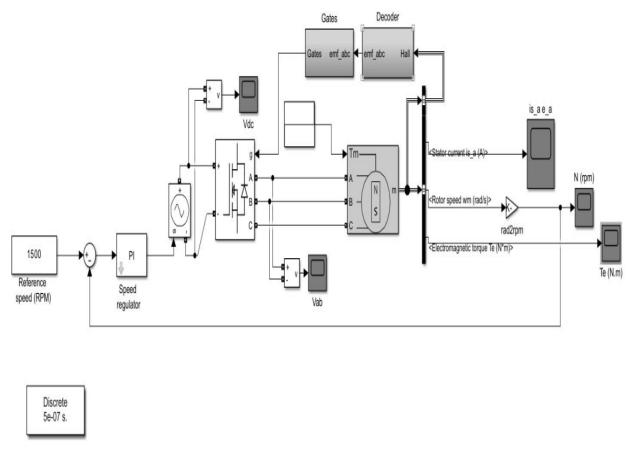 Gates
Decoder
Gates emf_abc
emf_abc Hall
is_a e_a
v
+
-
Vdc
g
Tm
<Stator current is_a (A)>
+
A
A
N
S
m
N (rpm)
<Rotor speed wm (rad/s)>
B
B
rad2rpm
-
C
C
<Electromagnetic torque Te (N*m)>
Te (N.m)
1500
PI
Reference
speed (RPM)
Speed
regulator
+
-
v
Vab
Discrete
5e-07 s.